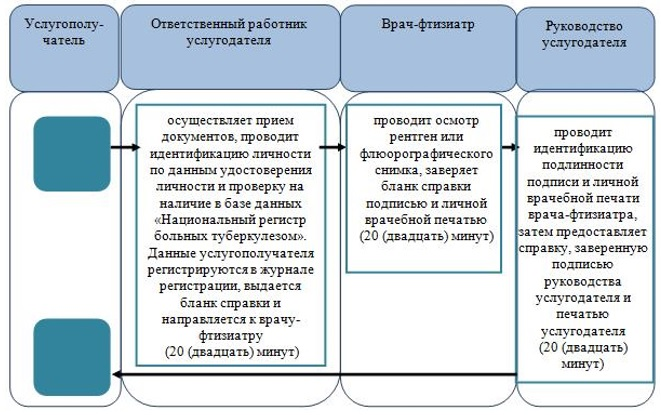 Услугополу-
чатель
Ответственный работник
услугодателя
Врач-фтизиатр
Руководство
услугодателя
осуществляет прием
документов, проводит
идентификацию личности
по данным удостоверения
личности и проверку на
наличие в базе данных
«Национальный регистр
больных туберкулезом».
Данные услугополучателя
регистрируются в журнале
регистрации, выдается
бланк справки и
направляется к врачу-
фтизиатру
(20 (двадцать) минут)
проводит осмотр
рентген или
флюорографического
снимка, заверяет
бланк справки
подписью и личной
врачебной печатью
(20 (двадцать) минут)
проводит
идентификацию
подлинности
подписи и личной
врачебной печати
врача-фтизиатра,
затем предоставляет
справку, заверенную
подписью
руководства
услугодателя и
печатью
услугодателя
(20 (двадцать)
минут)